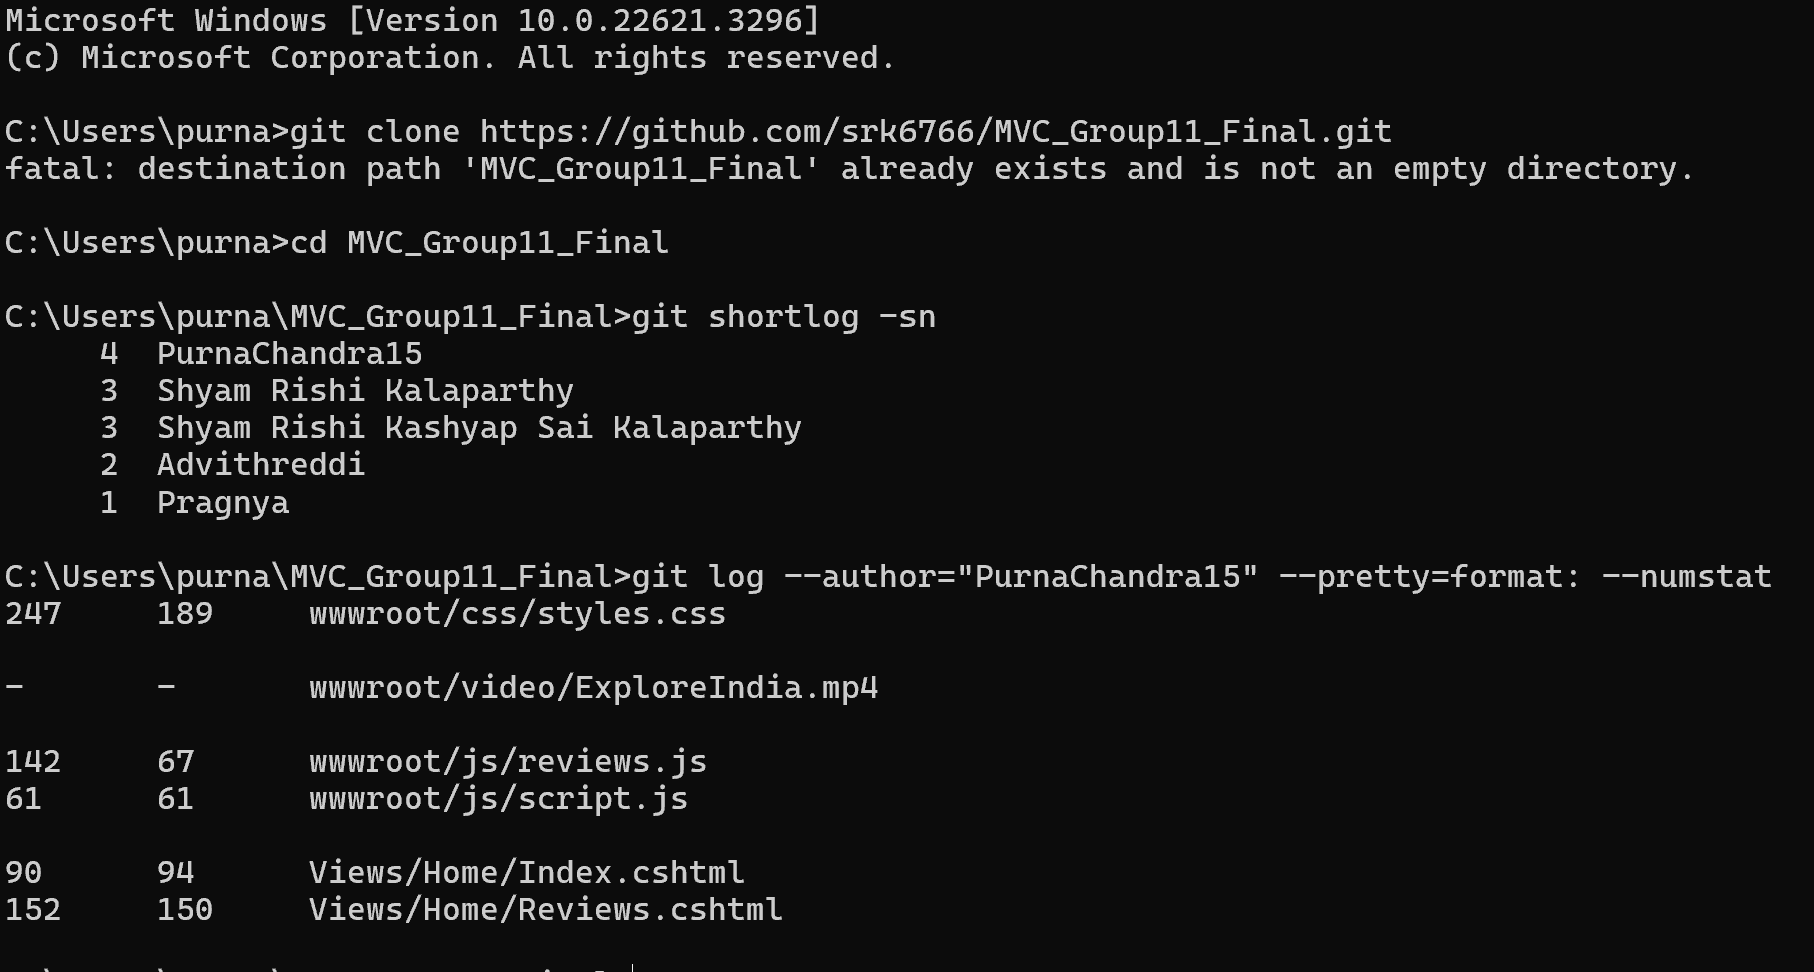 Microsoft Windows [Version 10.0.22621.3296]
(c) Microsoft Corporation. All rights reserved.
C:\Users\purna>git clone https://github.com/srk6766/MVC_Group11_Final.git
fatal: destination path 'MVC_Group11_Final' already exists and is not an empty directory.
C:\Users\purna>cd MVC_Group11_Final
C:\Users\purna\MVC_Group11_Final>git shortlog -sn
4 PurnaChandra15
3 Shyam Rishi Kalaparthy
3 Shyam Rishi Kashyap Sai Kalaparthy
2 Advithreddi
1 Pragnya
C:\Users\purna\MVC_Group11_Final>git log --author="PurnaChandra15" --pretty=format: --numstat
247 189 wwwroot/css/styles.css
- - wwwroot/video/ExploreIndia.mp4
142 67 wwwroot/js/reviews.js
61 61 wwwroot/js/script.js
90 94 Views/Home/Index.cshtml
152 150 Views/Home/Reviews.cshtml